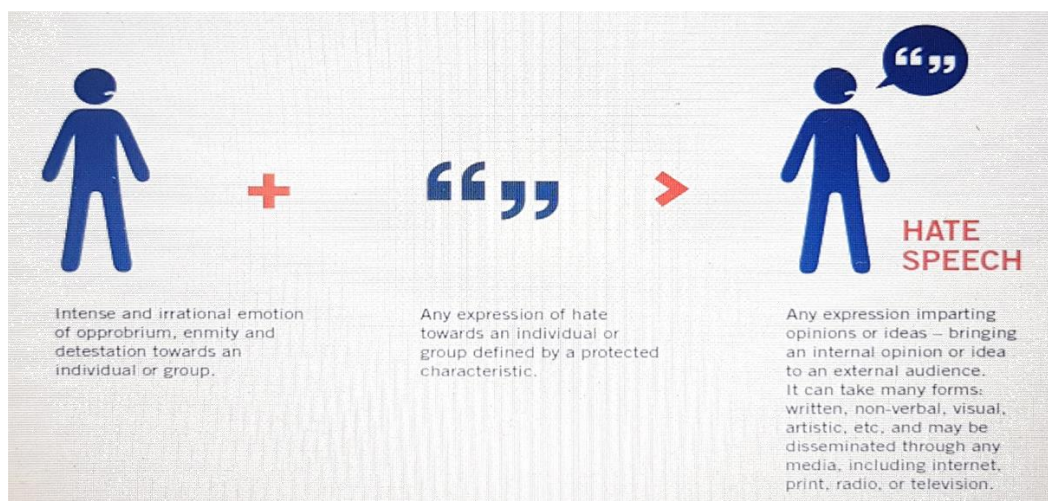 HATE
SPEECH
Intense and irrational emotion
of opprobrium, enmity and
detestation towards an
individual or group.
Any expression of hate
towards an individual or
group defined by a protected
characteristic.
Any expression imparting
opinions or ideas – bringing
an internal opinion or idea
to an external audience.
It can take many forms:
written, non-verbal, visual,
artistic, etc, and may be
disseminated through any
media, including internet,
print, radio, or television.